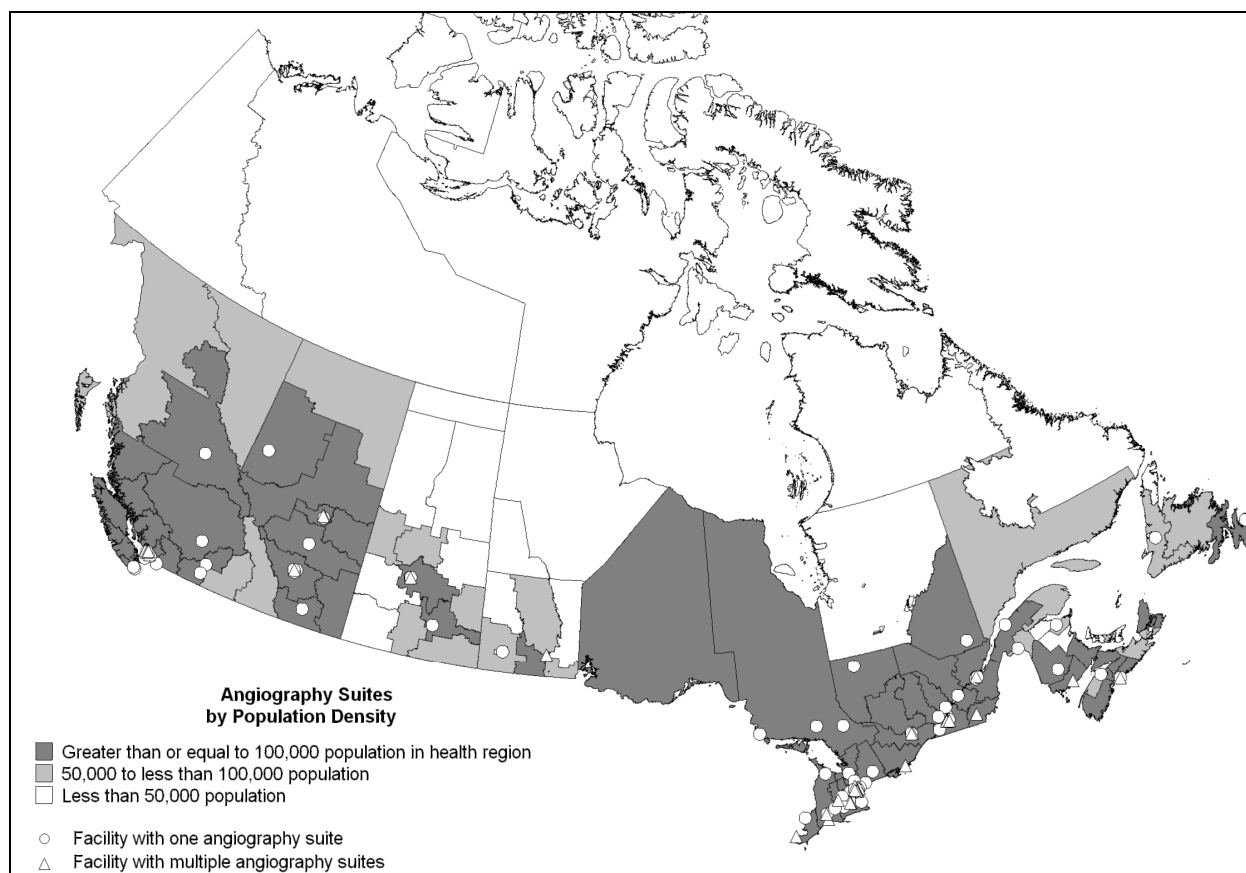 Angiography Suites
by Population Density
Greater than or equal to 100,000 population in health region
50,000 to less than 100,000 population
Less than 50,000 population
Facility with one angiography suite
Facility with multiple angiography suites